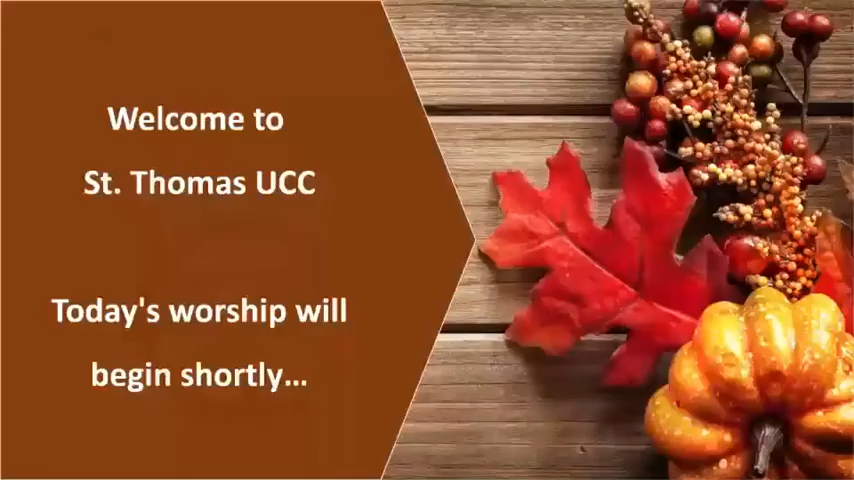 Welcome to
St. Thomas UCC
Today's worship will
begin shortly...